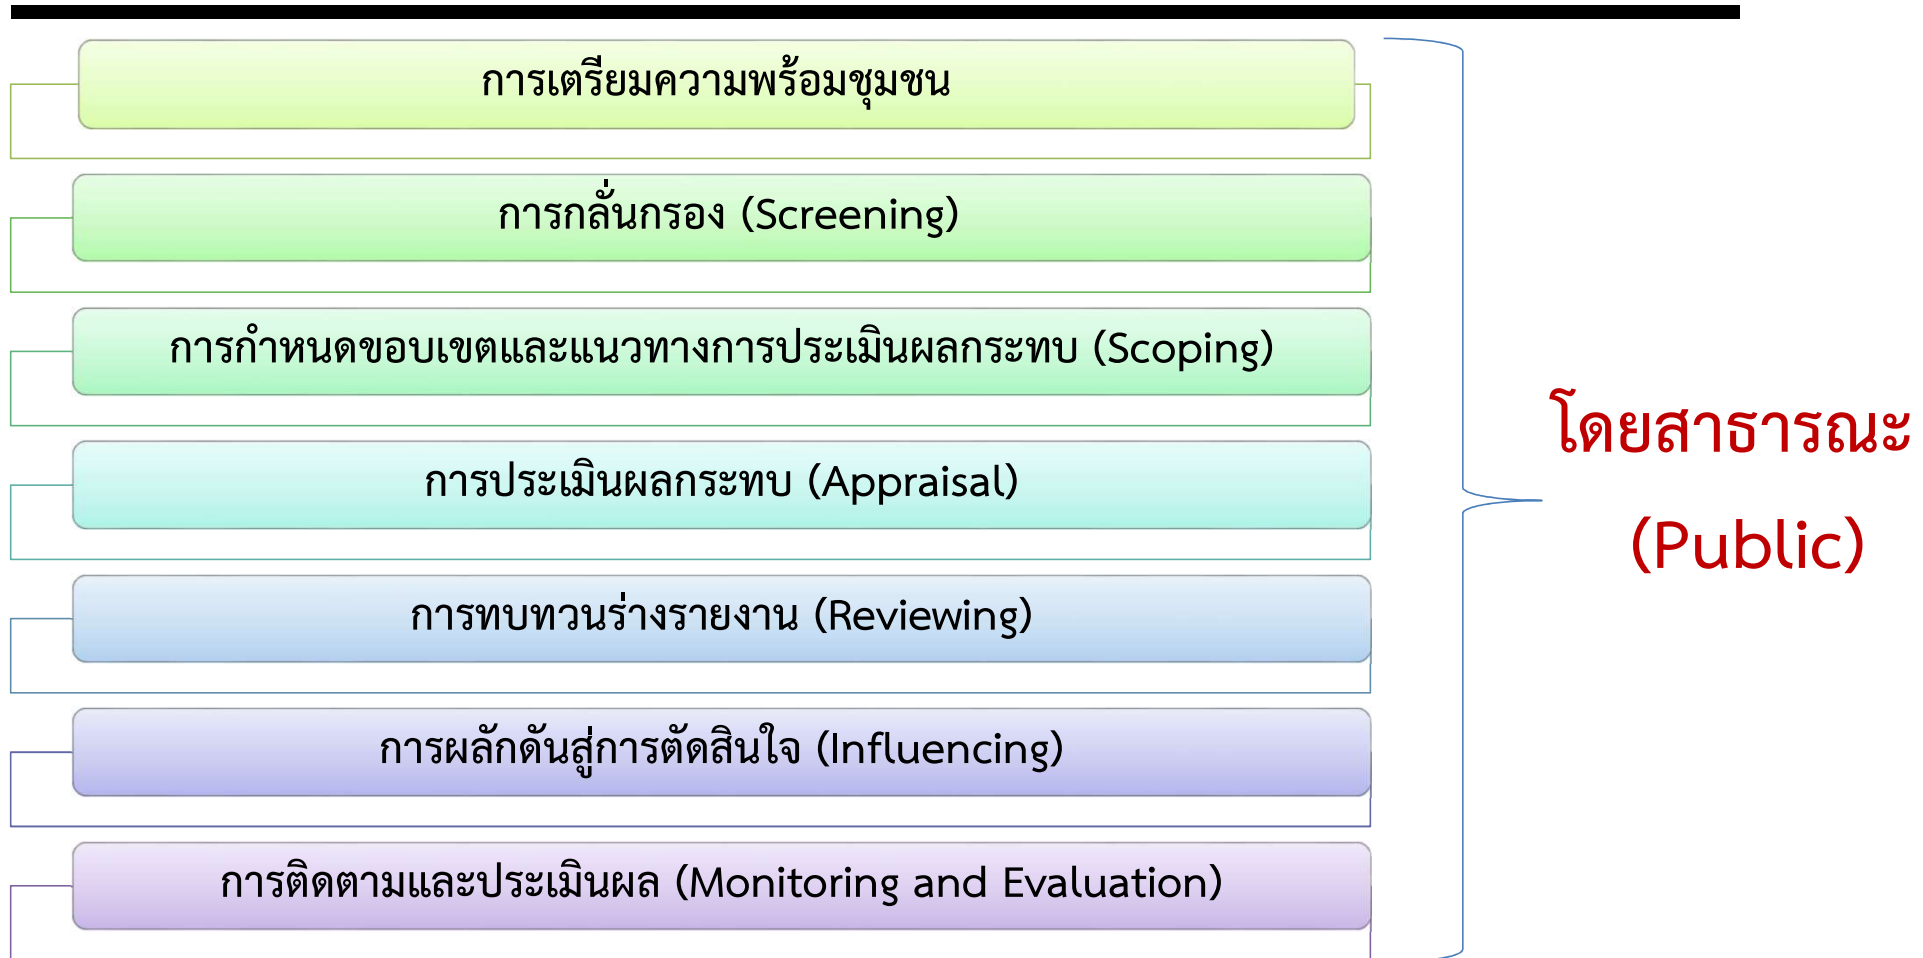 การเตรียมความพร้อมชุมชน
การกลั่นกรอง (Screening)
การกำหนดขอบเขตและแนวทางการประเมินผลกระทบ (Scoping)
การประเมินผลกระทบ (Appraisal)
การทบทวนร่างรายงาน (Reviewing)
การผลักดันสู่การตัดสินใจ (Influencing)
การติดตามและประเมินผล (Monitoring and Evaluation)
โดยสาธารณะ
(Public)